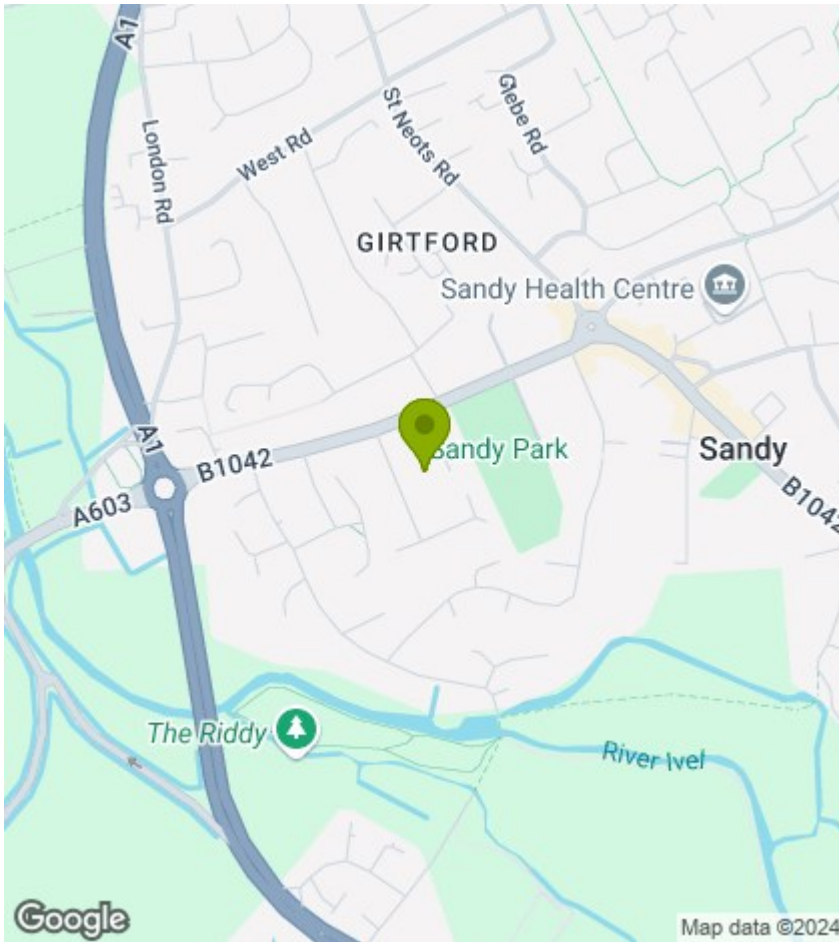 A1
London Rd
West Rd
St Neots Rd
Glebe Rd
GIRTFORD
Sandy Health Centre
A1
B1042
Sandy Park
Sandy
A603
B1042
The Riddy
River Ivel
Google
Map data ©2024